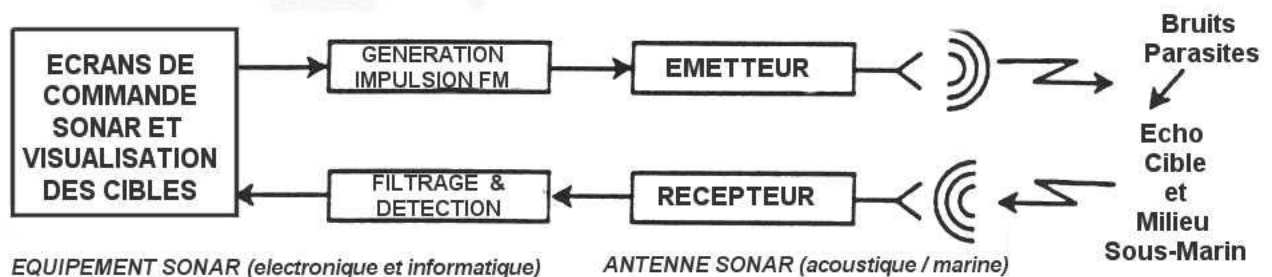 ECRANS DE
COMMANDE
SONAR ET
VISUALISATION
DES CIBLES
GENERATION
IMPULSION FM
EMETTEUR
Bruits
Parasites
FILTRAGE &
DETECTION
RECEPTEUR
Echo
Cible
et
Milieu
Sous-Marin
EQUIPEMENT SONAR (electronique et informatique)
ANTENNE SONAR (acoustique / marine)